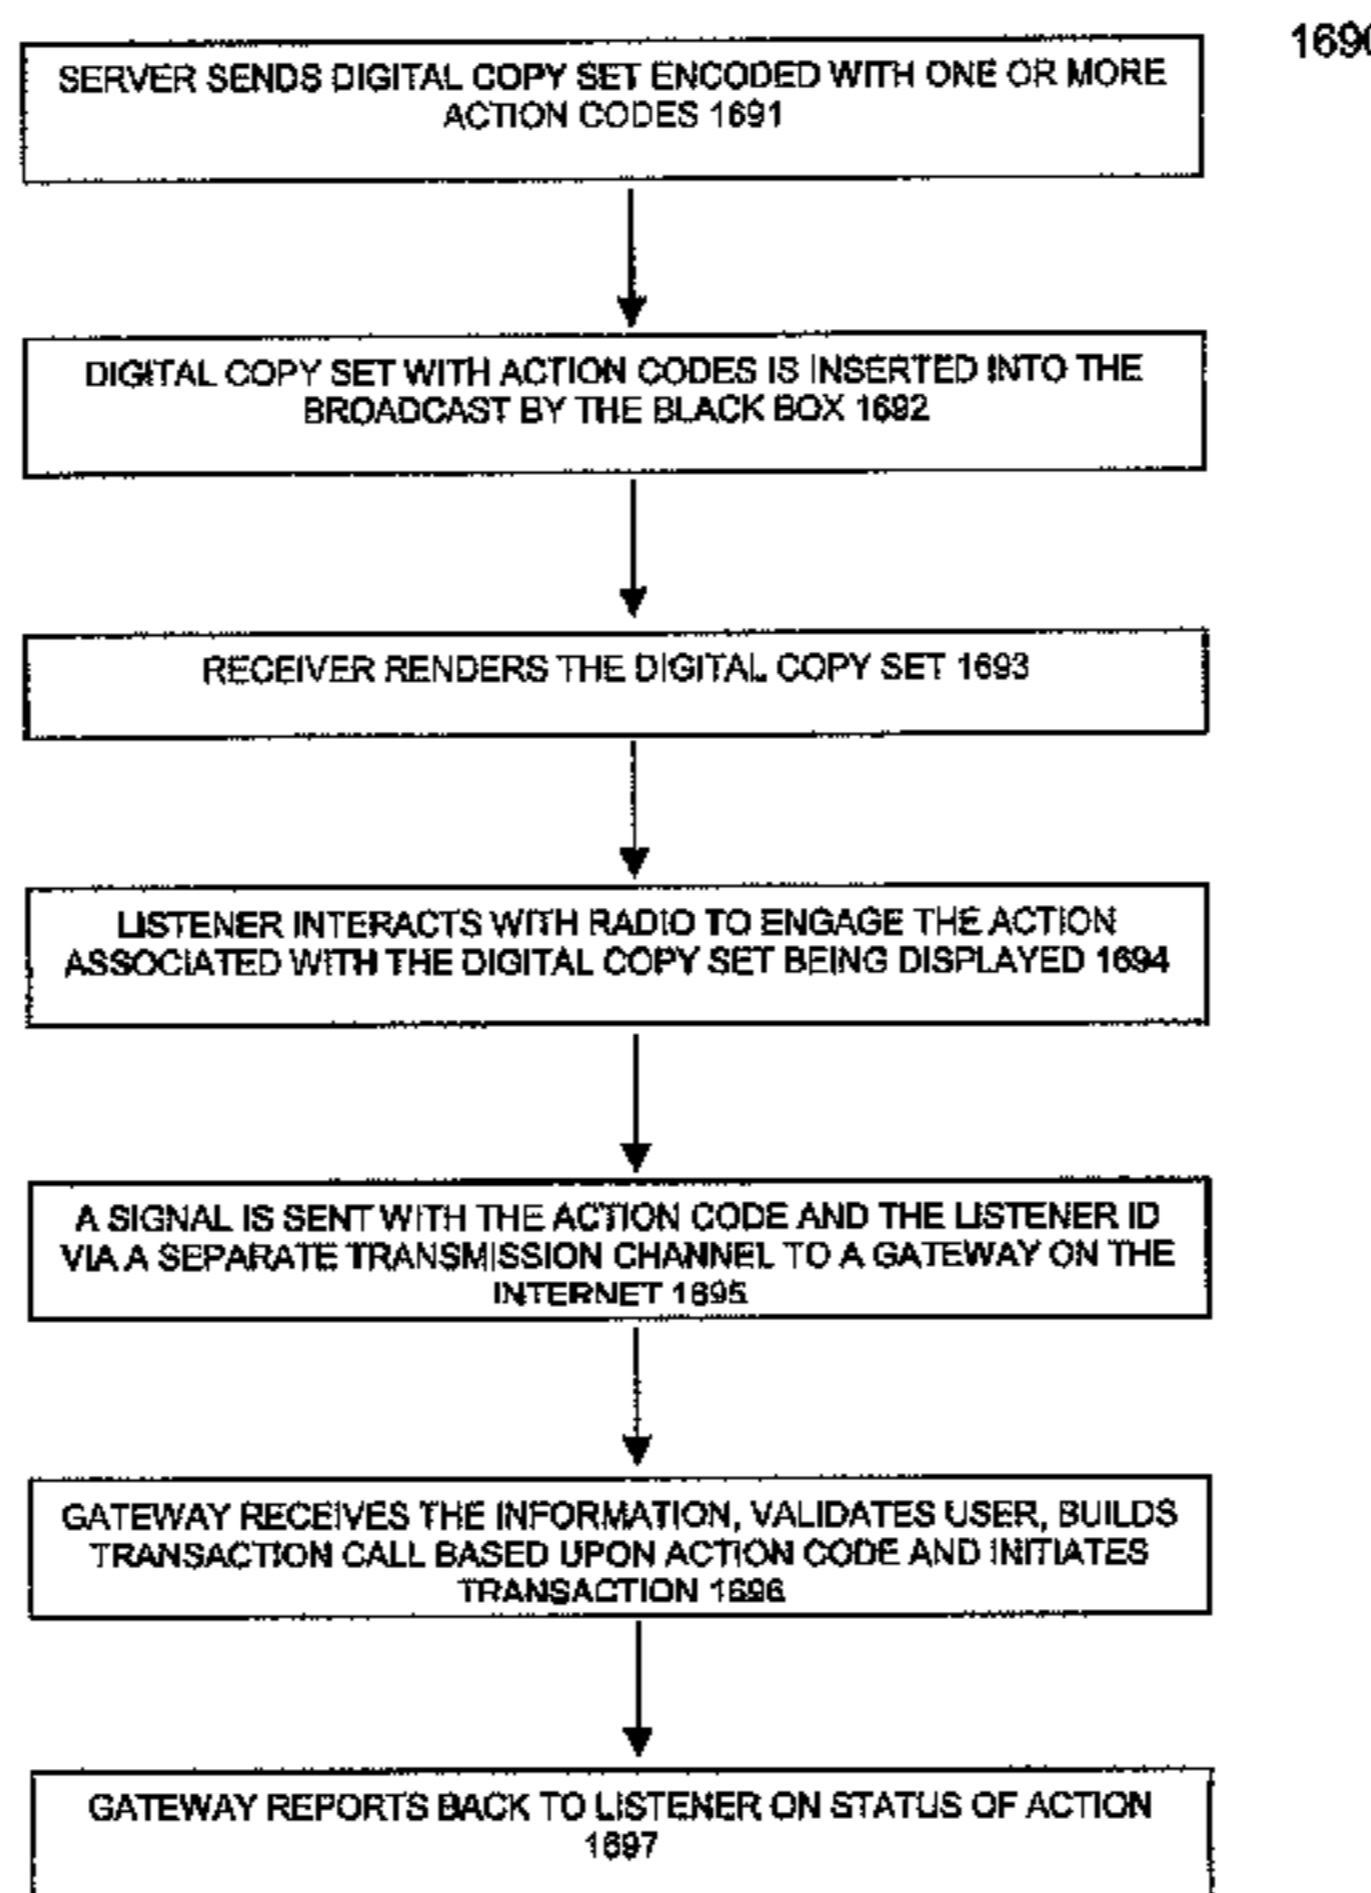 1690
SERVER SENDS DIGITAL COPY SET ENCODED WITH ONE OR MORE
ACTION CODES 1691
DIGITAL COPY SET WITH ACTION CODES IS INSERTED INTO THE
BROADCAST BY THE BLACK BOX 1692
RECEIVER RENDERS THE DIGITAL COPY SET 1693
LISTENER INTERACTS WITH RADIO TO ENGAGE THE ACTION
ASSOCIATED WITH THE DIGITAL COPY SET BEING DISPLAYED 1694
A SIGNAL IS SENT WITH THE ACTION CODE AND THE LISTENER ID
VIA A SEPARATE TRANSMISSION CHANNEL TO A GATEWAY ON THE
INTERNET 1695
GATEWAY RECEIVES THE INFORMATION, VALIDATES USER, BUILDS
TRANSACTION CALL BASED UPON ACTION CODE AND INITIATES
TRANSACTION 1696
GATEWAY REPORTS BACK TO LISTENER ON STATUS OF ACTION
1697